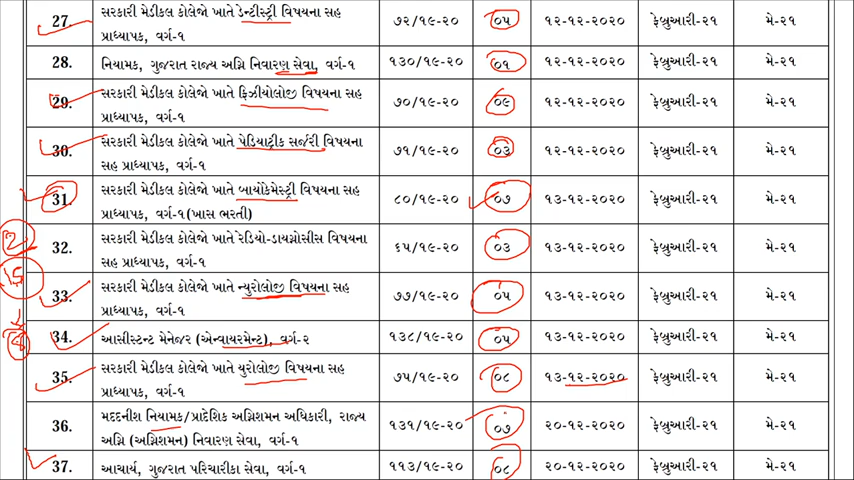 27. સરકારી મેડીકલ કોલેજો ખાતે ડેન્ટીસ્ટ્રી વિષયના સહ પ્રાધ્યાપક, વર્ગ-૧ ૭૨/૧૯-૨૦ ૦૫ ૧૨-૧૨-૨૦૨૦ ફેબ્રુઆરી-૨૧ મે-૨૧
28. નિયામક, ગુજરાત રાજ્ય અગ્નિ નિવારણ સેવા, વર્ગ-૧ ૧૩૦/૧૯-૨૦ ૦૧ ૧૨-૧૨-૨૦૨૦ ફેબ્રુઆરી-૨૧ મે-૨૧
29. સરકારી મેડીકલ કોલેજો ખાતે ફિઝીયોલોજી વિષયના સહ પ્રાધ્યાપક, વર્ગ-૧ ૭૦/૧૯-૨૦ ૦૯ ૧૨-૧૨-૨૦૨૦ ફેબ્રુઆરી-૨૧ મે-૨૧
30. સરકારી મેડીકલ કોલેજો ખાતે પેડિયાટ્રીક સર્જરી વિષયના સહ પ્રાધ્યાપક, વર્ગ-૧ ૭૧/૧૯-૨૦ ૦૩ ૧૨-૧૨-૨૦૨૦ ફેબ્રુઆરી-૨૧ મે-૨૧
31. સરકારી મેડીકલ કોલેજો ખાતે બાયોકેમેસ્ટ્રી વિષયના સહ પ્રાધ્યાપક, વર્ગ-૧(ખાસ ભરતી) ૮૦/૧૯-૨૦ ૦૭ ૧૩-૧૨-૨૦૨૦ ફેબ્રુઆરી-૨૧ મે-૨૧
32. સરકારી મેડીકલ કોલેજો ખાતે રેડિયો-ડાયગ્નોસીસ વિષયના સહ પ્રાધ્યાપક, વર્ગ-૧ ૬૫/૧૯-૨૦ ૦૩ ૧૩-૧૨-૨૦૨૦ ફેબ્રુઆરી-૨૧ મે-૨૧
33. સરકારી મેડીકલ કોલેજો ખાતે ન્યુરોલોજી વિષયના સહ પ્રાધ્યાપક, વર્ગ-૧ ૭૭/૧૯-૨૦ ૦૫ ૧૩-૧૨-૨૦૨૦ ફેબ્રુઆરી-૨૧ મે-૨૧
34. આસીસ્ટન્ટ મેનેજર (એન્વાયરમેન્ટ), વર્ગ-૨ ૧૩૮/૧૯-૨૦ ૦૫ ૧૩-૧૨-૨૦૨૦ ફેબ્રુઆરી-૨૧ મે-૨૧
35. સરકારી મેડીકલ કોલેજો ખાતે યુરોલોજી વિષયના સહ પ્રાધ્યાપક, વર્ગ-૧ ૭૫/૧૯-૨૦ ૦૮ ૧૩-૧૨-૨૦૨૦ ફેબ્રુઆરી-૨૧ મે-૨૧
36. મદદનીશ નિયામક/પ્રાદેશિક અગ્નિશમન અધિકારી, રાજ્ય અગ્નિ (અગ્નિશમન) નિવારણ સેવા, વર્ગ-૧ ૧૩૧/૧૯-૨૦ ૦૭ ૨૦-૧૨-૨૦૨૦ ફેબ્રુઆરી-૨૧ મે-૨૧
37. આચાર્ય, ગુજરાત પરિચારીકા સેવા, વર્ગ-૧ ૧૧૩/૧૯-૨૦ ૦૮ ૨૦-૧૨-૨૦૨૦ ફેબ્રુઆરી-૨૧ મે-૨૧